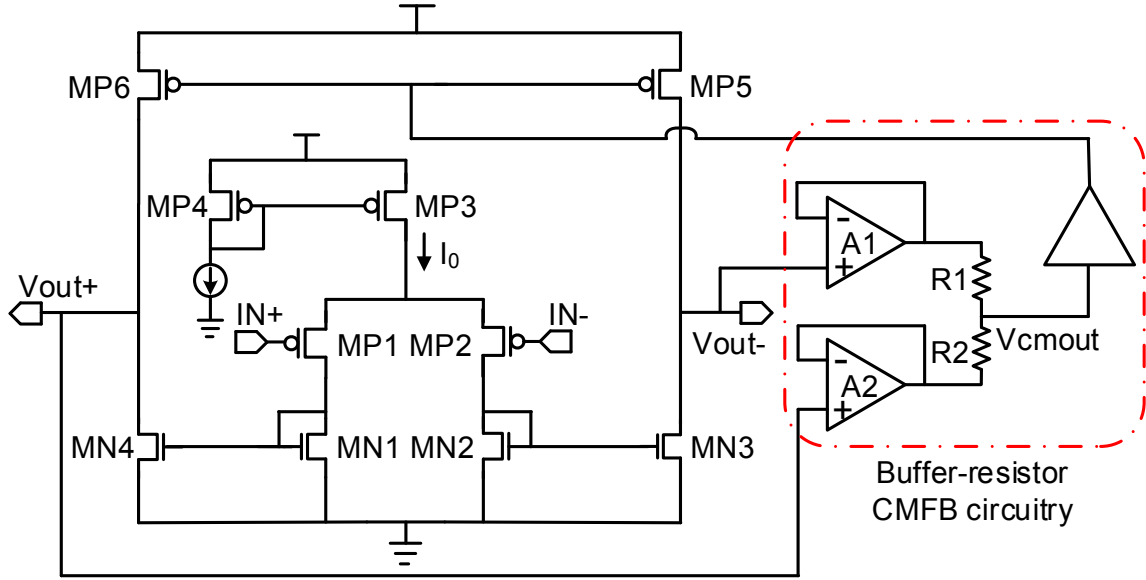 MP6
MP5
MP4
MP3
I₀
A1
R1
Vout+
IN+
IN-
MP1
MP2
Vout-
R2
Vcmout
A2
MN4
MN1
MN2
MN3
Buffer-resistor
CMFB circuitry